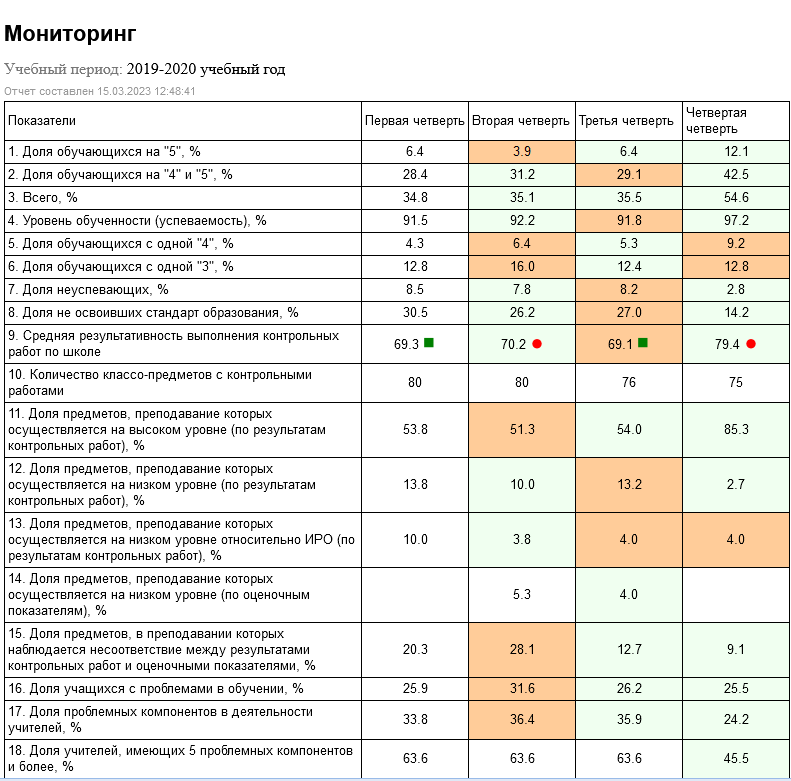 Мониторинг
Учебный период: 2019-2020 учебный год
Отчет составлен 15.03.2023 12:48:41
Показатели Первая четверть Вторая четверть Третья четверть Четвертая четверть
1. Доля обучающихся на "5", % 6.4 3.9 6.4 12.1
2. Доля обучающихся на "4" и "5", % 28.4 31.2 29.1 42.5
3. Всего, % 34.8 35.1 35.5 54.6
4. Уровень обученности (успеваемость), % 91.5 92.2 91.8 97.2
5. Доля обучающихся с одной "4", % 4.3 6.4 5.3 9.2
6. Доля обучающихся с одной "3", % 12.8 16.0 12.4 12.8
7. Доля неуспевающих, % 8.5 7.8 8.2 2.8
8. Доля не освоивших стандарт образования, % 30.5 26.2 27.0 14.2
9. Средняя результативность выполнения контрольных
работ по школе 69.3 70.2 69.1 79.4
10. Количество классо-предметов с контрольными
работами 80 80 76 75
11. Доля предметов, преподавание которых
осуществляется на высоком уровне (по результатам
контрольных работ), % 53.8 51.3 54.0 85.3
12. Доля предметов, преподавание которых
осуществляется на низком уровне (по результатам
контрольных работ), % 13.8 10.0 13.2 2.7
13. Доля предметов, преподавание которых
осуществляется на низком уровне относительно ИРО (по
результатам контрольных работ), % 10.0 3.8 4.0 4.0
14. Доля предметов, преподавание которых
осуществляется на низком уровне (по оценочным
показателям), % 5.3 4.0
15. Доля предметов, в преподавании которых
наблюдается несоответствие между результатами
контрольных работ и оценочными показателями, % 20.3 28.1 12.7 9.1
16. Доля учащихся с проблемами в обучении, % 25.9 31.6 26.2 25.5
17. Доля проблемных компонентов в деятельности
учителей, % 33.8 36.4 35.9 24.2
18. Доля учителей, имеющих 5 проблемных компонентов
и более, % 63.6 63.6 63.6 45.5